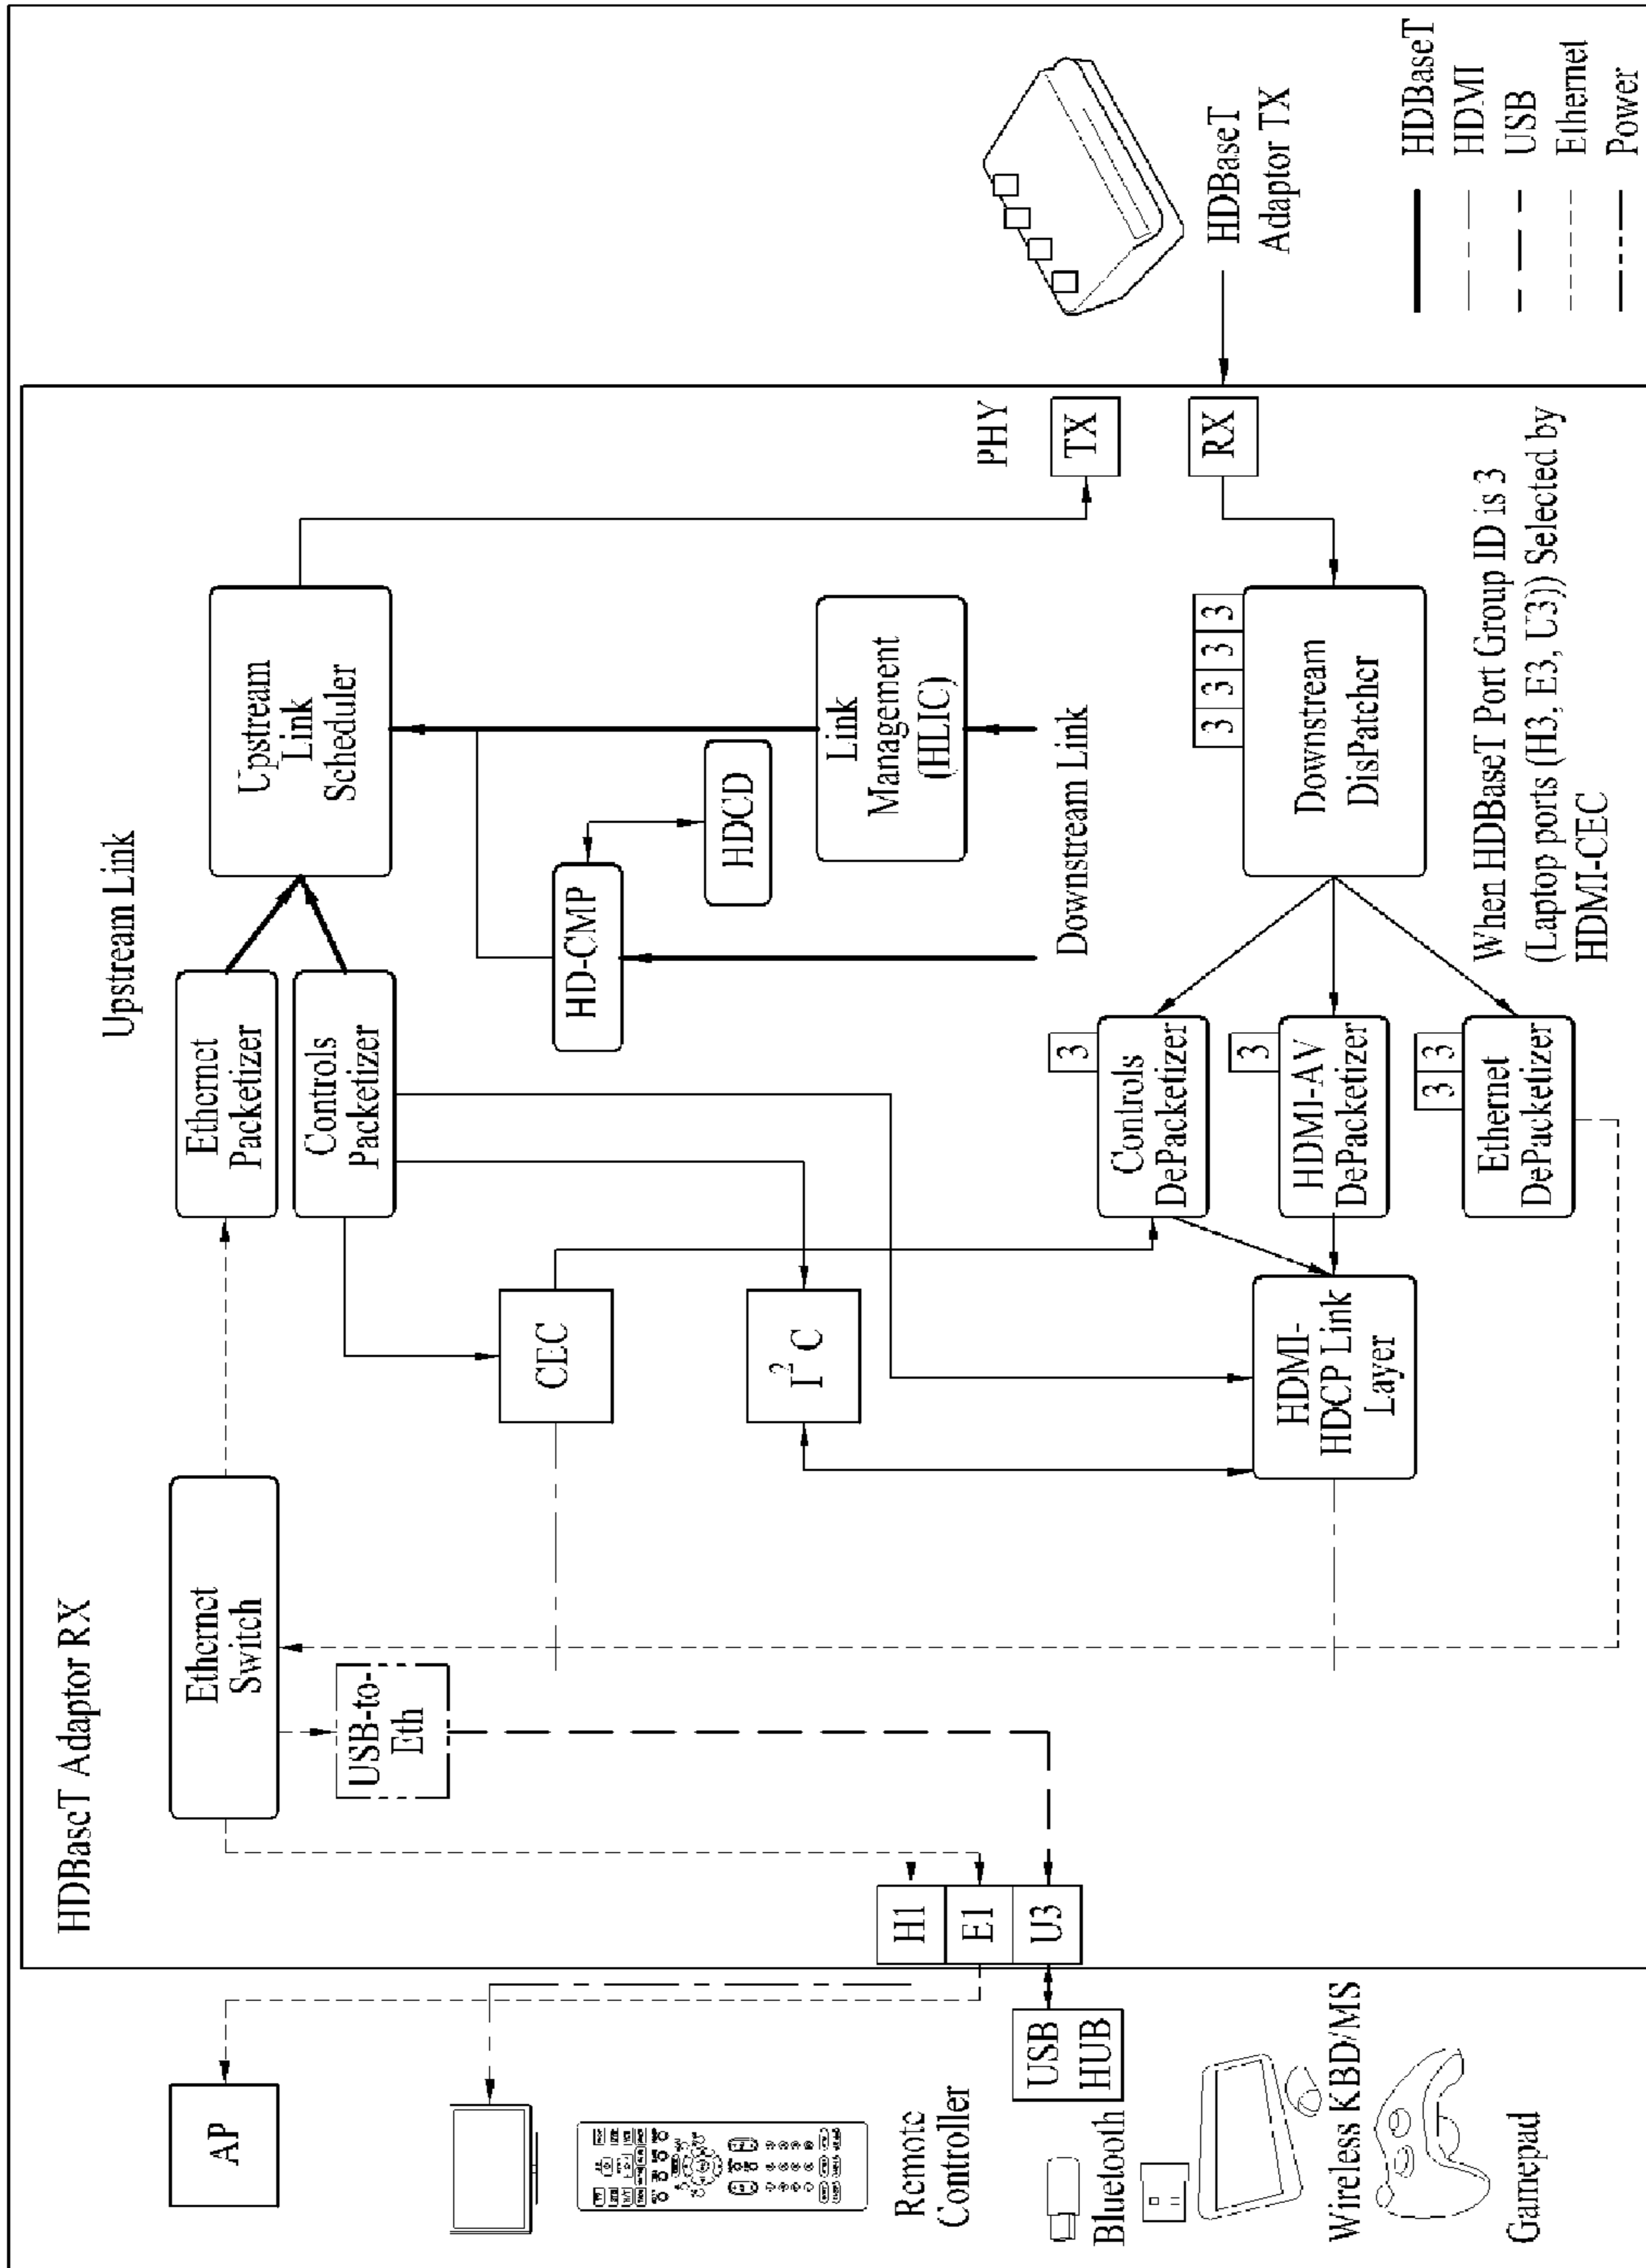 HDBaseT Adaptor RX
AP
Remote
Controller
Bluetooth
Wireless KBD/MS
Gamepad
USB
HUB
H1
E1
U3
Ethernet
Switch
USB-to-
Eth
Upstream Link
Ethernet
Packetizer
Controls
Packetizer
Upstream
Link
Scheduler
CEC
I² C
HD-CMP
HDCD
Link
Management
(HLIC)
Downstream Link
HDMI-
HDCP Link
Layer
3
Controls
DePacketizer
3
HDMI-AV
DePacketizer
3 3
Ethernet
DePacketizer
3 3 3 3
Downstream
DisPatcher
PHY
TX
RX
When HDBaseT Port Group ID is 3
(Laptop ports (H3, E3, U3)) Selected by
HDMI-CEC
HDBaseT
Adaptor TX
HDBaseT
HDMI
USB
Ethernet
Power